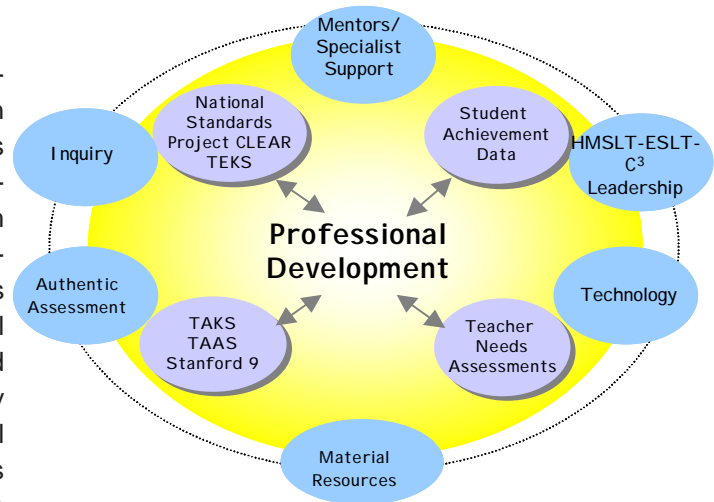 Mentors/
Specialist
Support
National
Standards
Project CLEAR
TEKS
Student
Achievement
Data
Inquiry
HMSLT-ESLT-
C³
Leadership
Professional
Development
Authentic
Assessment
Technology
TAKS
TAAS
Stanford 9
Teacher
Needs
Assessments
Material
Resources